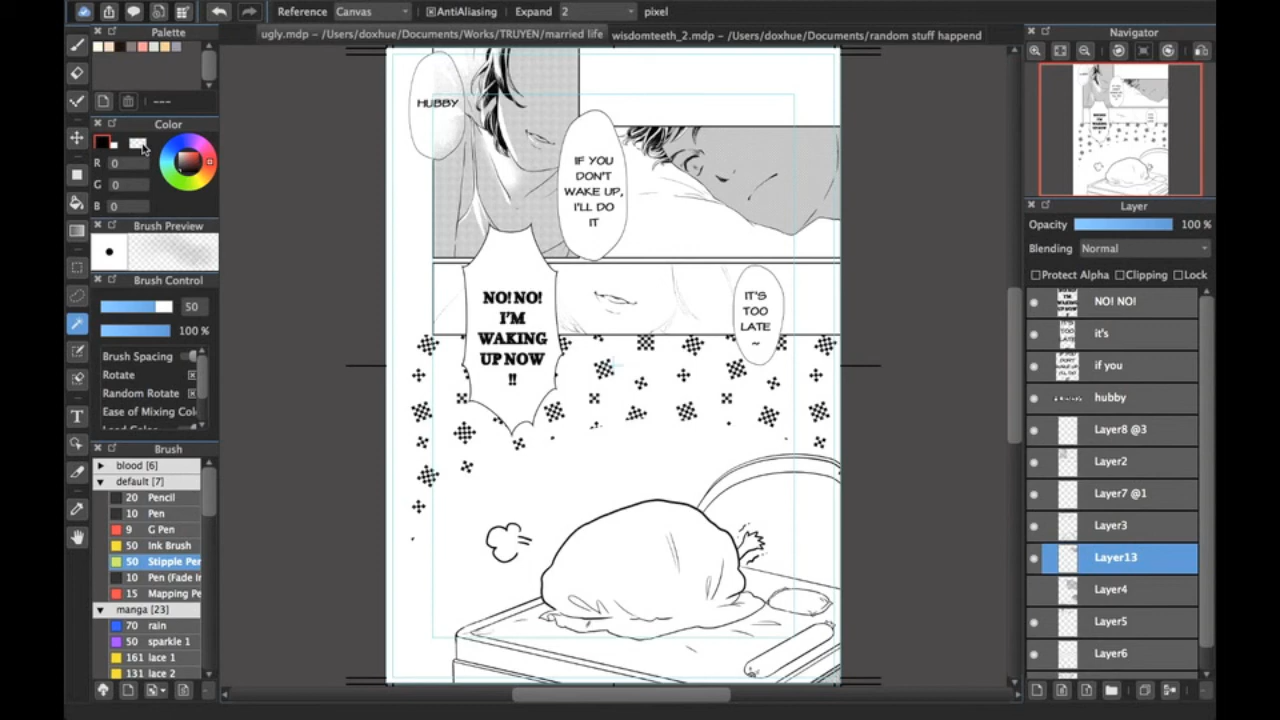 Reference Canvas AntiAliasing Expand 2 pixel
ugly.mdp – /Users/doxhue/Documents/Works/TRUYEN/married life
wisdomteeth_2.mdp – /Users/doxhue/Documents/random stuff happend
Palette
---
Color
R 0
G 0
B 0
Brush Preview
Brush Control
50
100 %
Brush Spacing
Rotate
Random Rotate
Ease of Mixing Col
Brush
blood [6]
default [7]
20 Pencil
10 Pen
9 G Pen
50 Ink Brush
50 Stipple Pen
10 Pen (Fade In
15 Mapping Pe
manga [23]
70 rain
50 sparkle 1
161 lace 1
131 lace 2
HUBBY
IF YOU
DON'T
WAKE UP,
I'LL DO
IT
NO! NO!
I'M
WAKING
UP NOW
!!
IT'S
TOO
LATE
~
Navigator
Layer
Opacity 100 %
Blending Normal
Protect Alpha Clipping Lock
NO! NO!
it's
if you
hubby
Layer8 @3
Layer2
Layer7 @1
Layer3
Layer13
Layer4
Layer5
Layer6